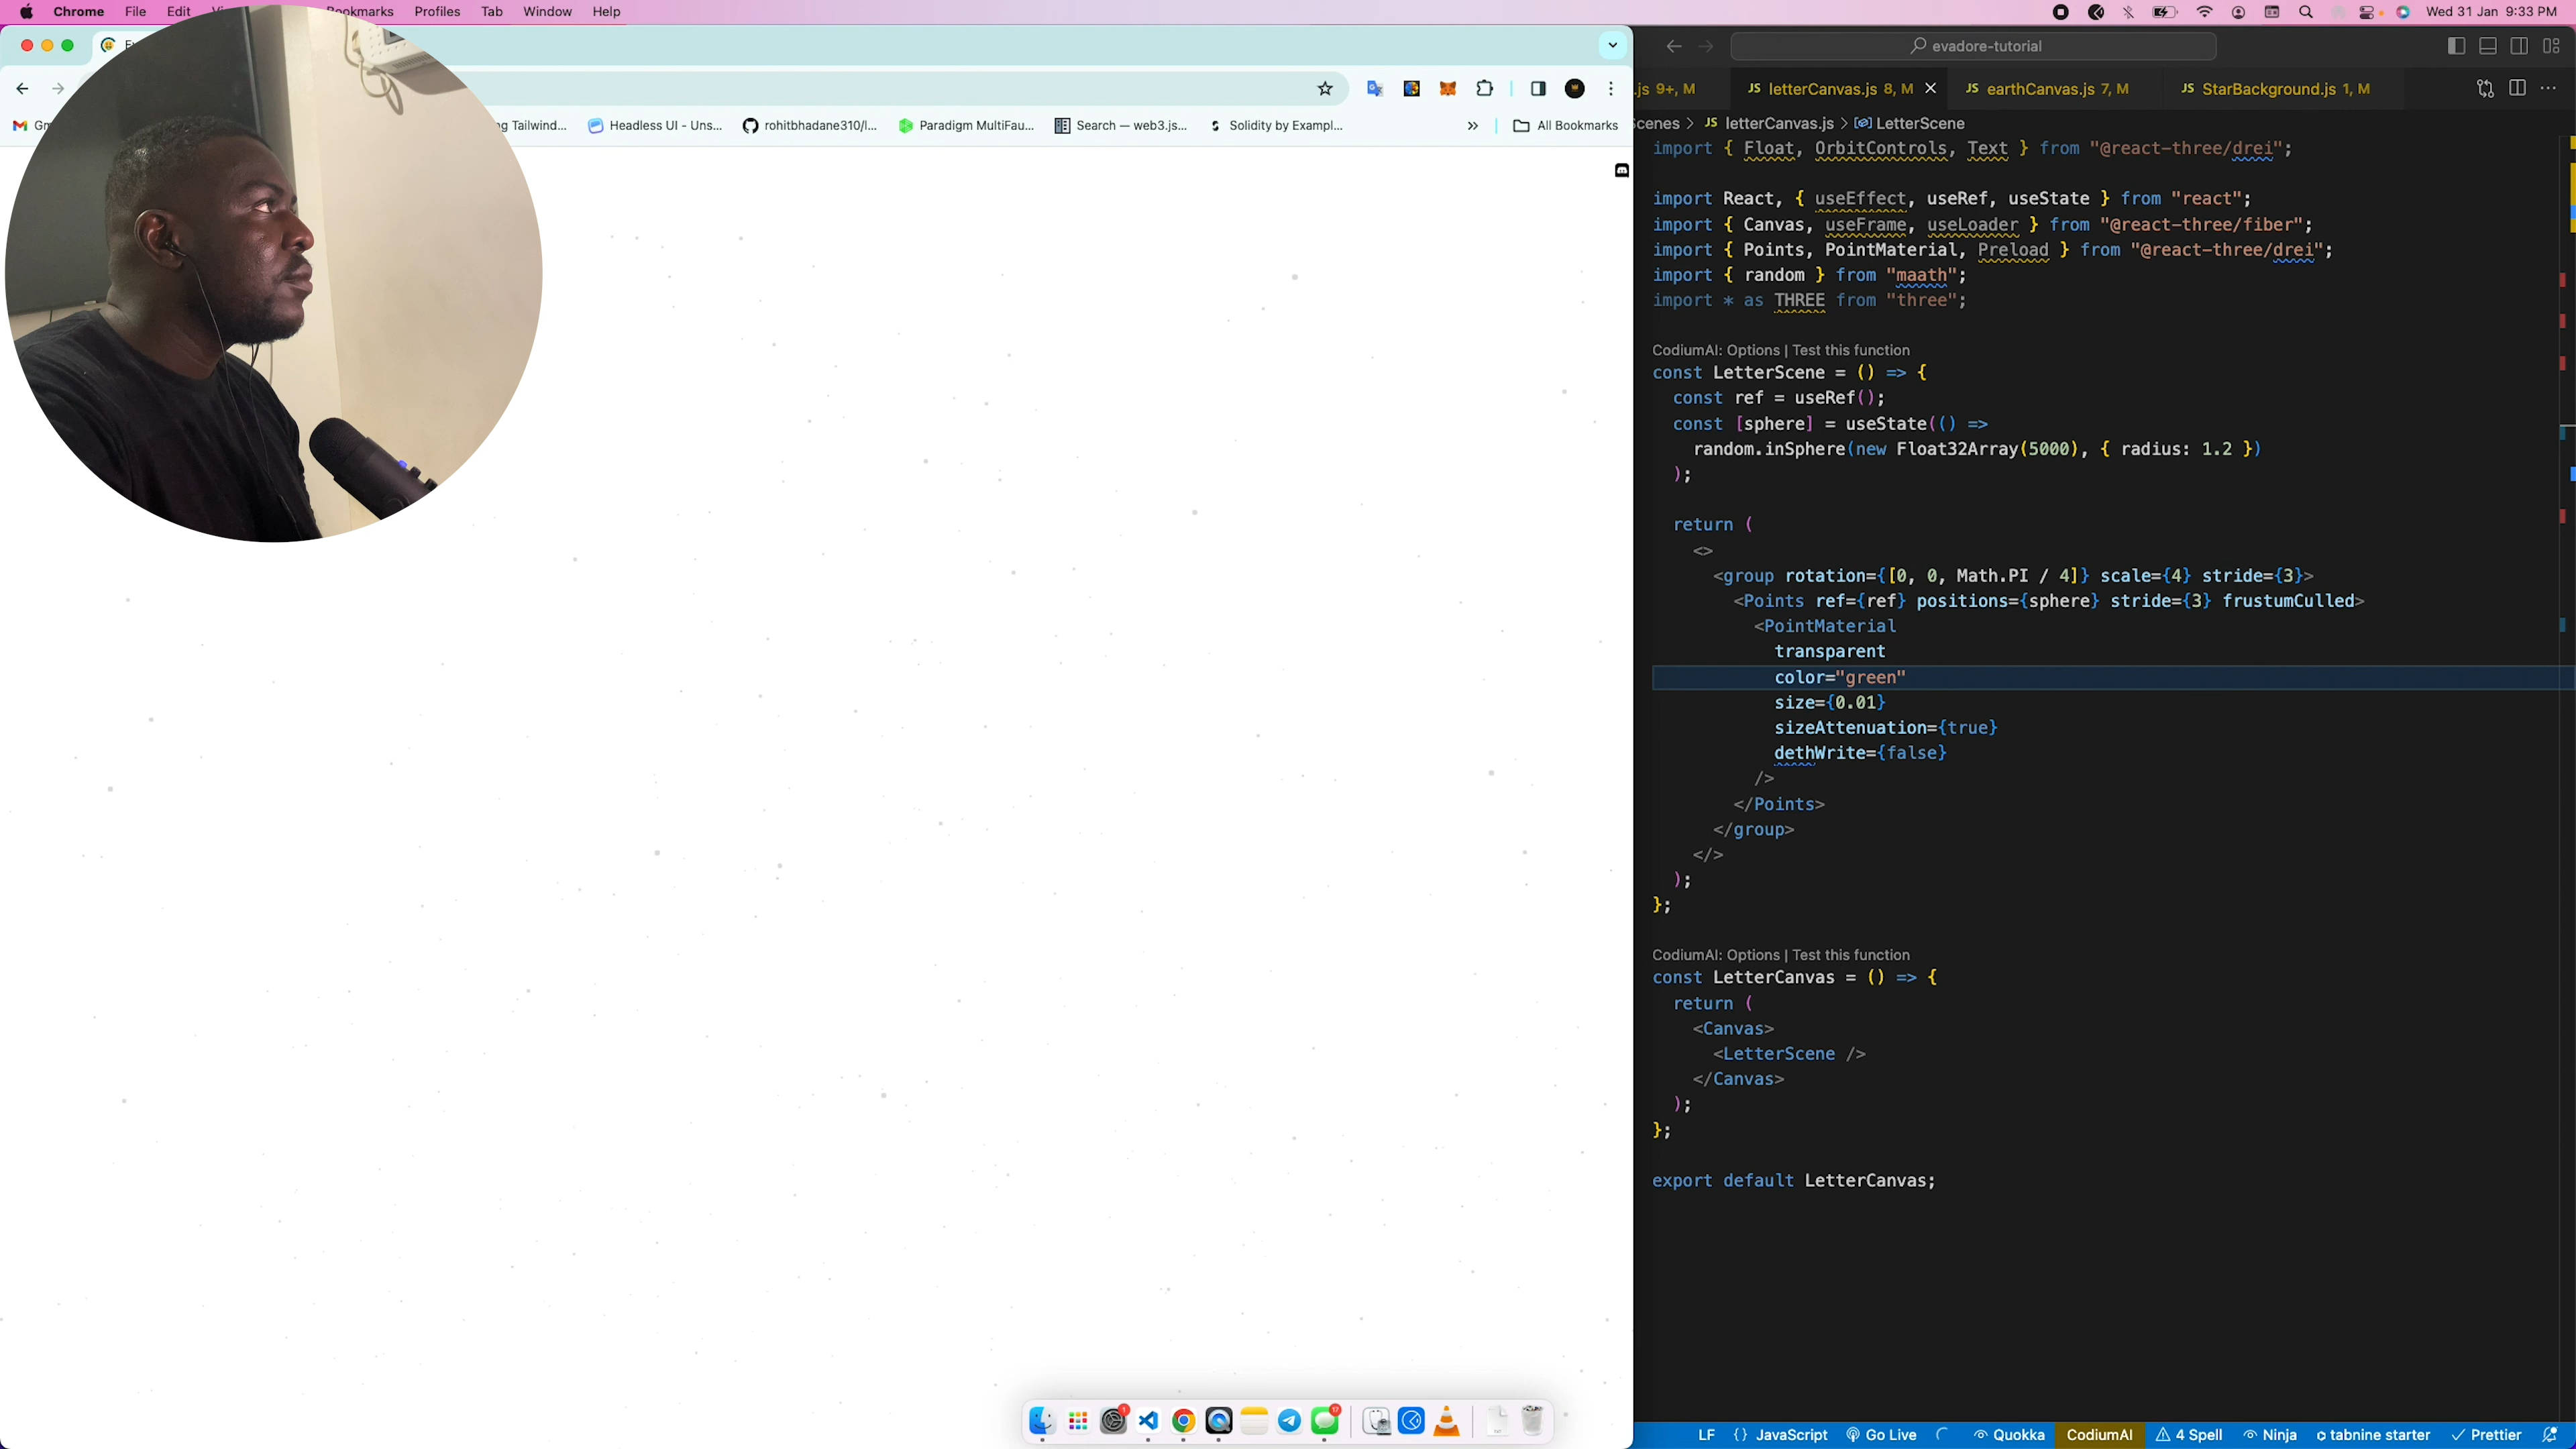 Chrome File Edit Bookmarks Profiles Tab Window Help Wed 31 Jan 9:33 PM
evadore-tutorial
.js 9+, M JS letterCanvas.js 8, M JS earthCanvas.js 7, M JS StarBackground.js 1, M
ng Tailwind... Headless UI - Uns... rohitbhadane310/l... Paradigm MultiFau... Search — web3.js... Solidity by Exampl... » All Bookmarks
cenes > JS letterCanvas.js > LetterScene
import { Float, OrbitControls, Text } from "@react-three/drei";
import React, { useEffect, useRef, useState } from "react";
import { Canvas, useFrame, useLoader } from "@react-three/fiber";
import { Points, PointMaterial, Preload } from "@react-three/drei";
import { random } from "maath";
import * as THREE from "three";
CodiumAI: Options | Test this function
const LetterScene = () => {
const ref = useRef();
const [sphere] = useState(() =>
random.inSphere(new Float32Array(5000), { radius: 1.2 })
);
return (
<>
<group rotation={[0, 0, Math.PI / 4]} scale={4} stride={3}>
<Points ref={ref} positions={sphere} stride={3} frustumCulled>
<PointMaterial
transparent
color="green"
size={0.01}
sizeAttenuation={true}
dethWrite={false}
/>
</Points>
</group>
</>
);
};
CodiumAI: Options | Test this function
const LetterCanvas = () => {
return (
<Canvas>
<LetterScene />
</Canvas>
);
};
export default LetterCanvas;
1 17
LF {} JavaScript Go Live Quokka CodiumAI 4 Spell Ninja tabnine starter Prettier